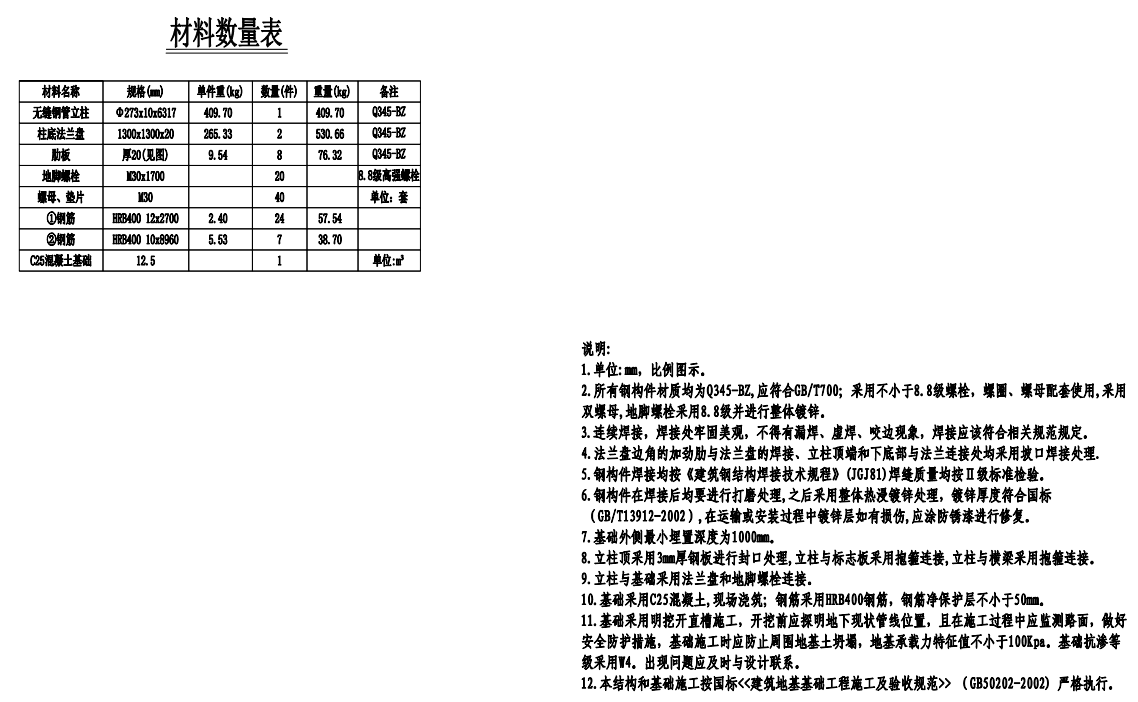 材料数量表
材料名称 规格(mm) 单件重(kg) 数量(件) 重量(kg) 备注
无缝钢管立柱 Φ273x10x6317 409.70 1 409.70 Q345-BZ
柱底法兰盘 1300x1300x20 265.33 2 530.66 Q345-BZ
肋板 厚20(见图) 9.54 8 76.32 Q345-BZ
地脚螺栓 M30x1700 20 8.8级高强螺栓
螺母、垫片 M30 40 单位：套
①钢筋 HRB400 12x2700 2.40 24 57.54
②钢筋 HRB400 10x8960 5.53 7 38.70
C25混凝土基础 12.5 1 单位:m³
说明:
1.单位:mm，比例图示。
2.所有钢构件材质均为Q345-BZ,应符合GB/T700；采用不小于8.8级螺栓，螺圈、螺母配套使用,采用
双螺母,地脚螺栓采用8.8级并进行整体镀锌。
3.连续焊接，焊接处牢固美观，不得有漏焊、虚焊、咬边现象，焊接应该符合相关规范规定。
4.法兰盘边角的加劲肋与法兰盘的焊接、立柱顶端和下底部与法兰连接处均采用坡口焊接处理.
5.钢构件焊接均按《建筑钢结构焊接技术规程》(JGJ81)焊缝质量均按Ⅱ级标准检验。
6.钢构件在焊接后均要进行打磨处理,之后采用整体热浸镀锌处理，镀锌厚度符合国标
（GB/T13912-2002）,在运输或安装过程中镀锌层如有损伤,应涂防锈漆进行修复。
7.基础外侧最小埋置深度为1000mm。
8.立柱顶采用3mm厚钢板进行封口处理,立柱与标志板采用抱箍连接,立柱与横梁采用抱箍连接。
9.立柱与基础采用法兰盘和地脚螺栓连接。
10.基础采用C25混凝土,现场浇筑；钢筋采用HRB400钢筋，钢筋净保护层不小于50mm。
11.基础采用明挖开直槽施工，开挖前应探明地下现状管线位置，且在施工过程中应监测路面，做好
安全防护措施，基础施工时应防止周围地基土坍塌，地基承载力特征值不小于100Kpa。基础抗渗等
级采用W4。出现问题应及时与设计联系。
12.本结构和基础施工按国标<<建筑地基基础工程施工及验收规范>>（GB50202-2002）严格执行。